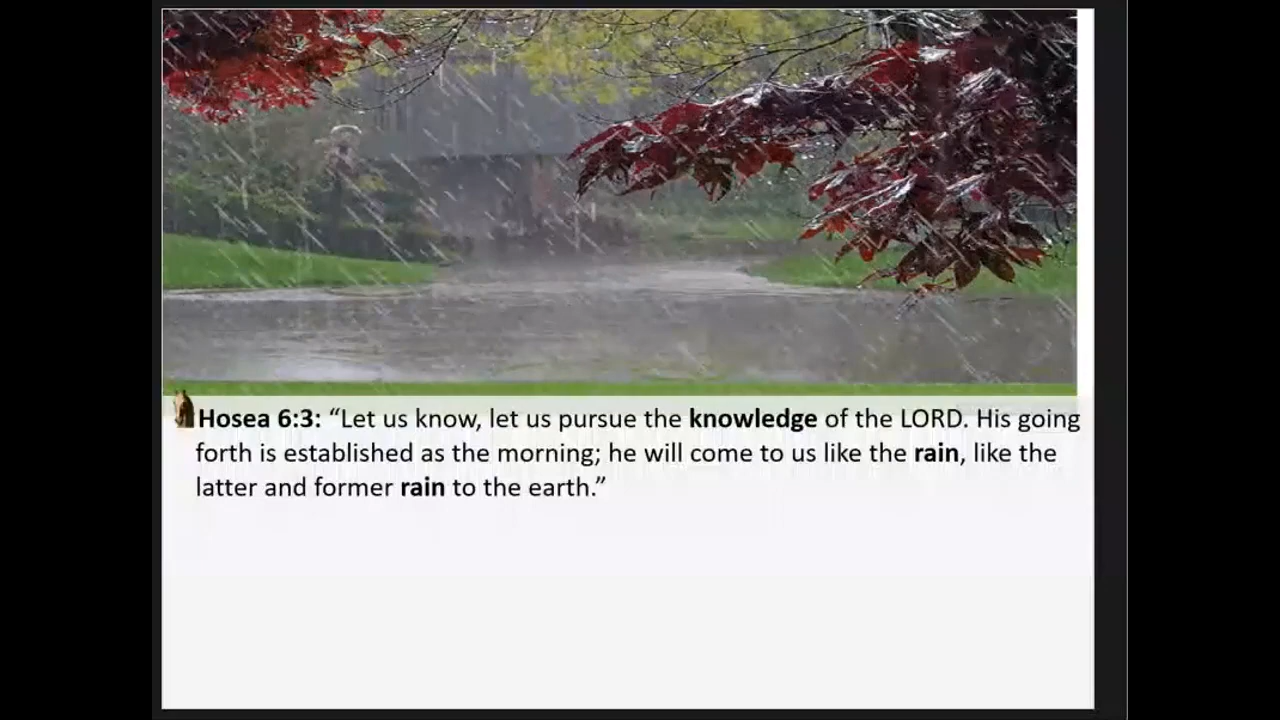 Hosea 6:3: “Let us know, let us pursue the knowledge of the LORD. His going
forth is established as the morning; he will come to us like the rain, like the
latter and former rain to the earth.”